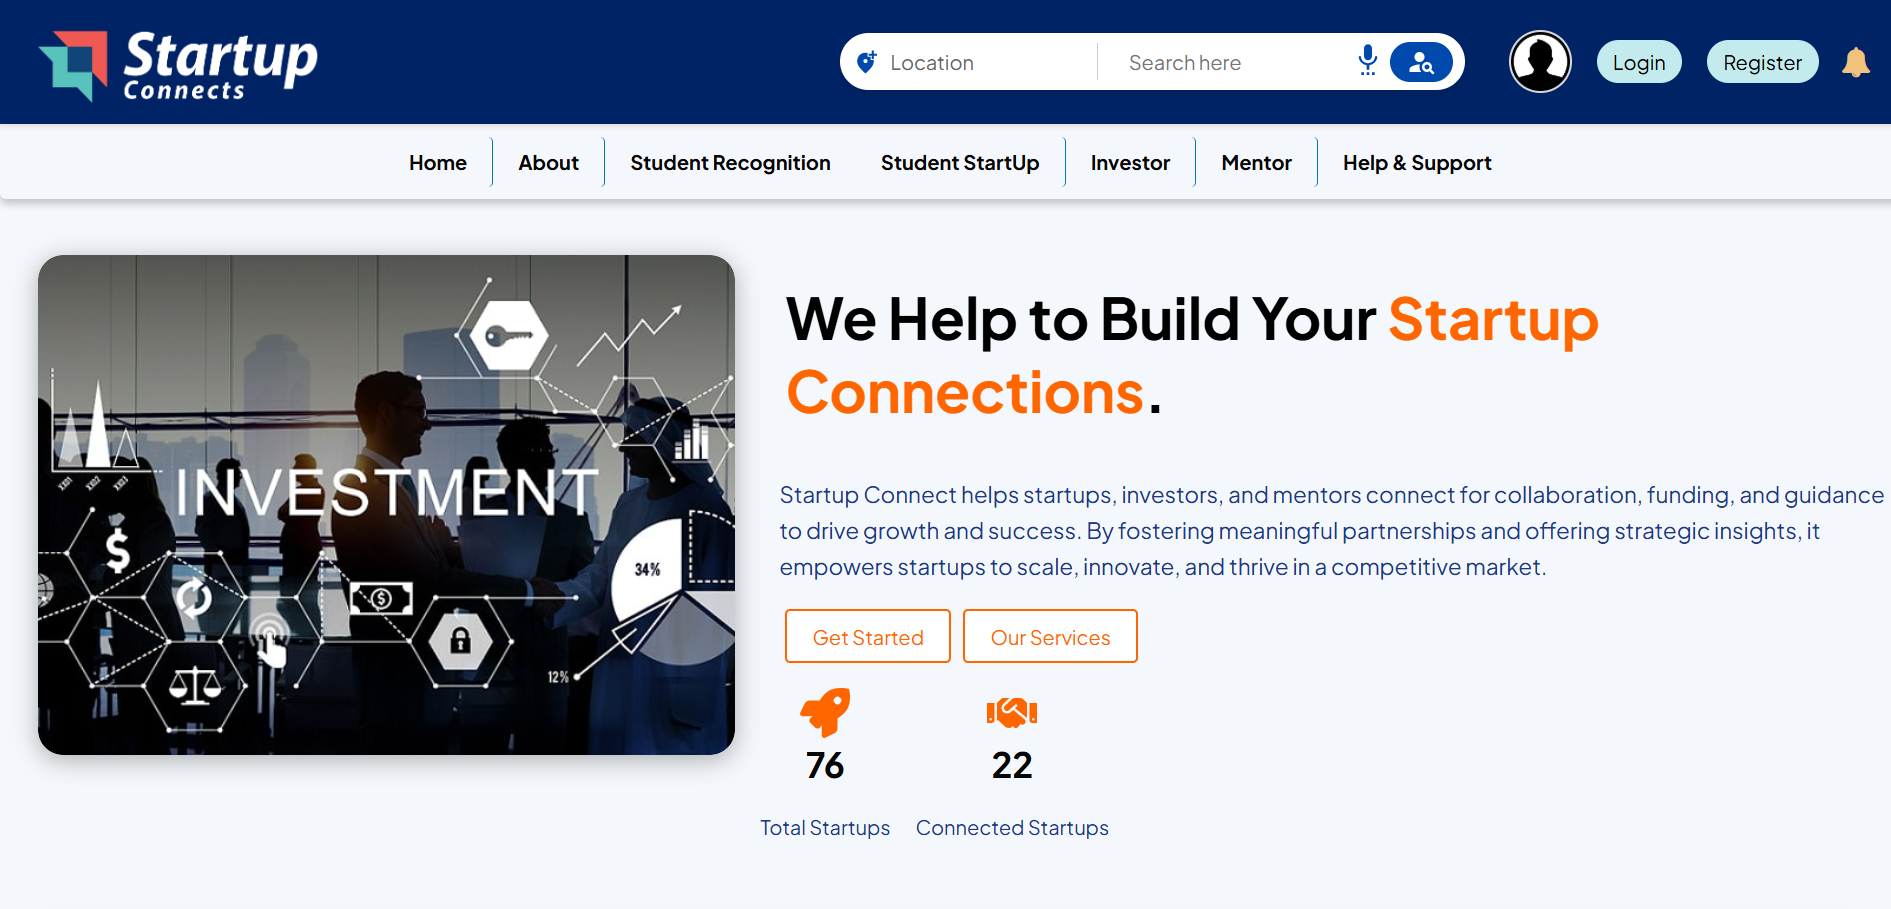 Startup
Connects
Location
Search here
Login
Register
Home
About
Student Recognition
Student StartUp
Investor
Mentor
Help & Support
INVESTMENT
$
$
34%
12%
We Help to Build Your Startup
Connections.
Startup Connect helps startups, investors, and mentors connect for collaboration, funding, and guidance
to drive growth and success. By fostering meaningful partnerships and offering strategic insights, it
empowers startups to scale, innovate, and thrive in a competitive market.
Get Started
Our Services
76
22
Total Startups
Connected Startups